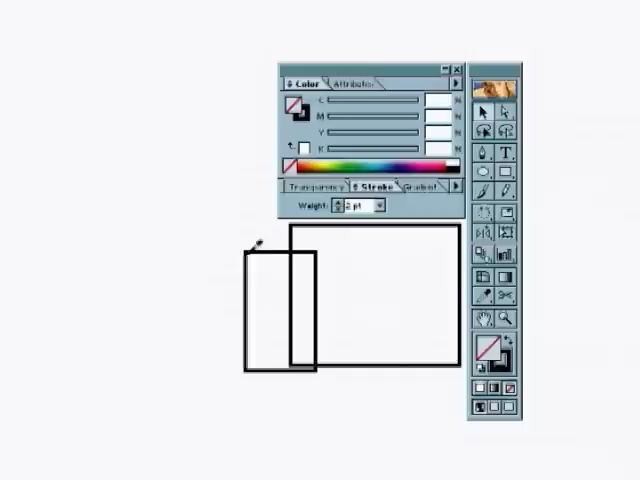 Color Attributes
C %
M %
Y %
K %
Transparency Stroke Gradient
Weight: 2 pt
T